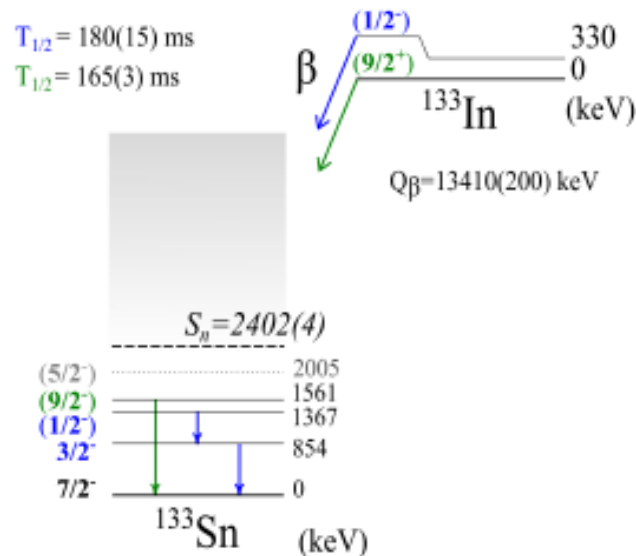 T1/2 = 180(15) ms
T1/2 = 165(3) ms
β
(1/2-)
330
(9/2+)
0
133In
(keV)
Qβ=13410(200) keV
Sn=2402(4)
(5/2-)
2005
(9/2-)
1561
(1/2-)
1367
3/2-
854
7/2-
0
133Sn
(keV)